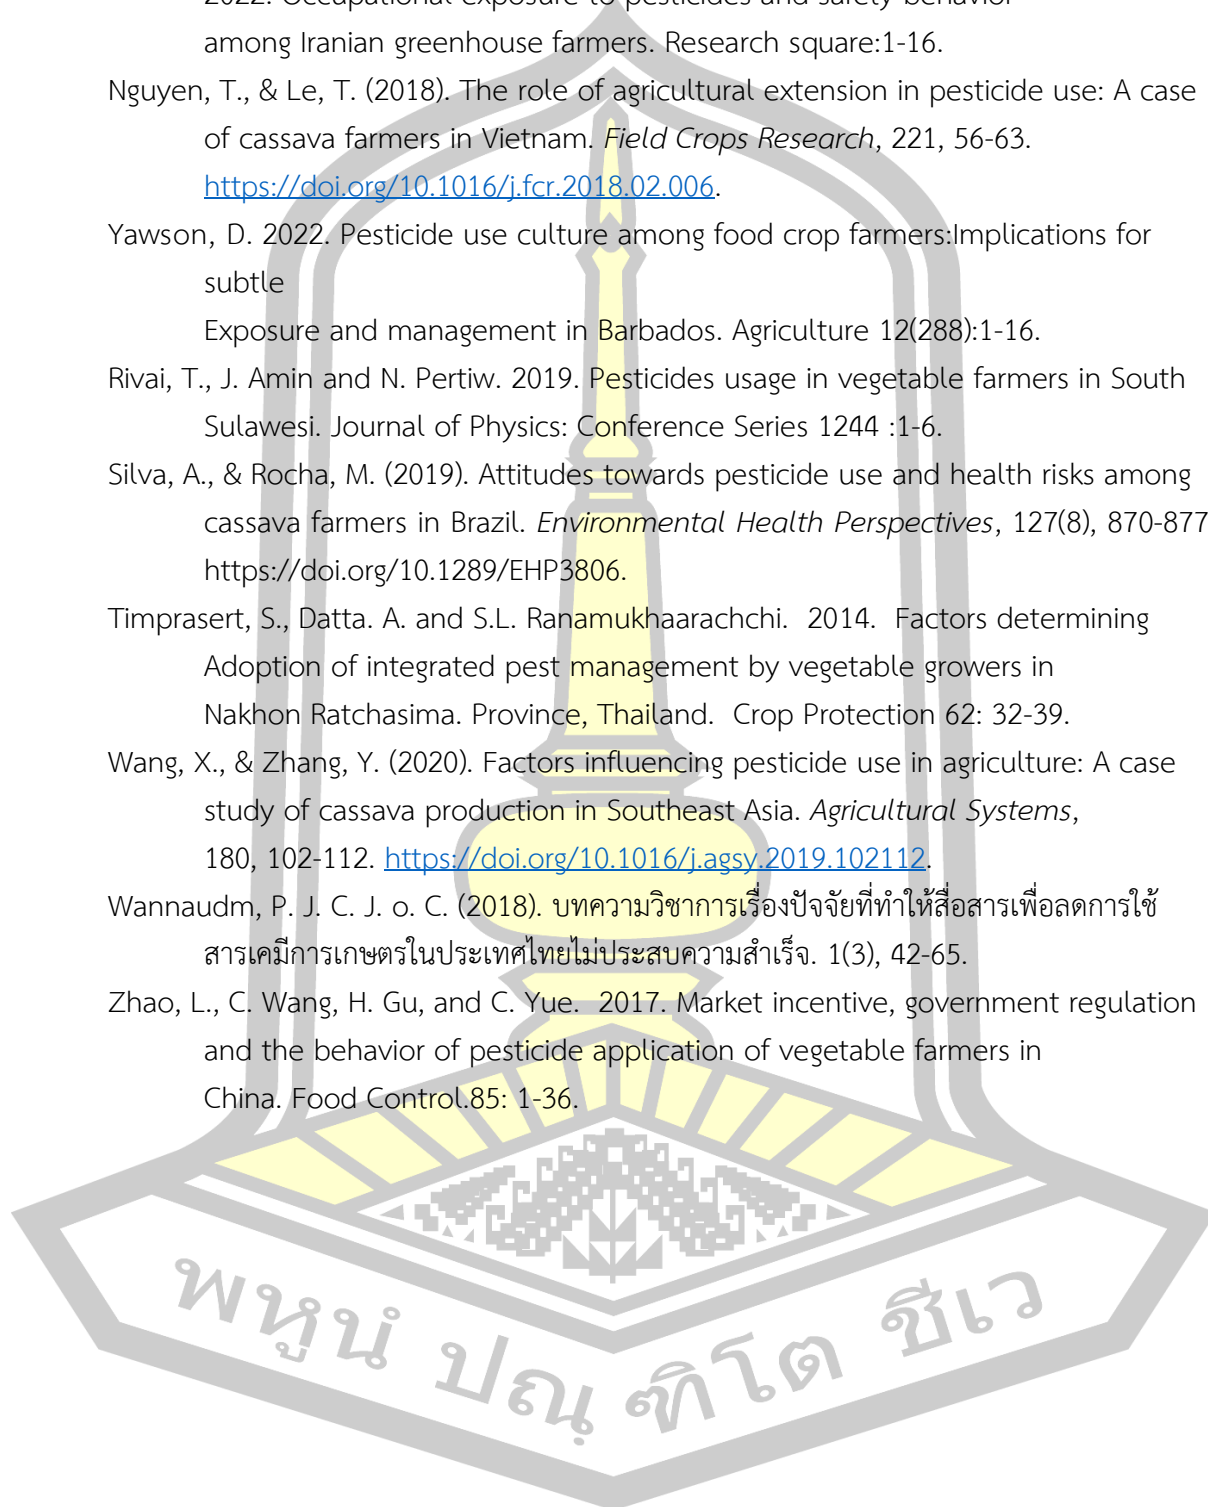 2022. Occupational exposure to pesticides and safety behavior
among Iranian greenhouse farmers. Research square:1-16.
Nguyen, T., & Le, T. (2018). The role of agricultural extension in pesticide use: A case
of cassava farmers in Vietnam. Field Crops Research, 221, 56-63.
https://doi.org/10.1016/j.fcr.2018.02.006.
Yawson, D. 2022. Pesticide use culture among food crop farmers:Implications for
subtle
Exposure and management in Barbados. Agriculture 12(288):1-16.
Rivai, T., J. Amin and N. Pertiw. 2019. Pesticides usage in vegetable farmers in South
Sulawesi. Journal of Physics: Conference Series 1244 :1-6.
Silva, A., & Rocha, M. (2019). Attitudes towards pesticide use and health risks among
cassava farmers in Brazil. Environmental Health Perspectives, 127(8), 870-877
https://doi.org/10.1289/EHP3806.
Timprasert, S., Datta. A. and S.L. Ranamukhaarachchi.  2014.  Factors determining
Adoption of integrated pest management by vegetable growers in
Nakhon Ratchasima. Province, Thailand.  Crop Protection 62: 32-39.
Wang, X., & Zhang, Y. (2020). Factors influencing pesticide use in agriculture: A case
study of cassava production in Southeast Asia. Agricultural Systems,
180, 102-112. https://doi.org/10.1016/j.agsy.2019.102112.
Wannaudm, P. J. C. J. o. C. (2018). บทความวิชาการเรื่องปัจจัยที่ทำให้สื่อสารเพื่อลดการใช้
สารเคมีการเกษตรในประเทศไทยไม่ประสบความสำเร็จ. 1(3), 42-65.
Zhao, L., C. Wang, H. Gu, and C. Yue.  2017. Market incentive, government regulation
and the behavior of pesticide application of vegetable farmers in
China. Food Control.85: 1-36.
พหูนํ ปณฺฑิโต ชีเว